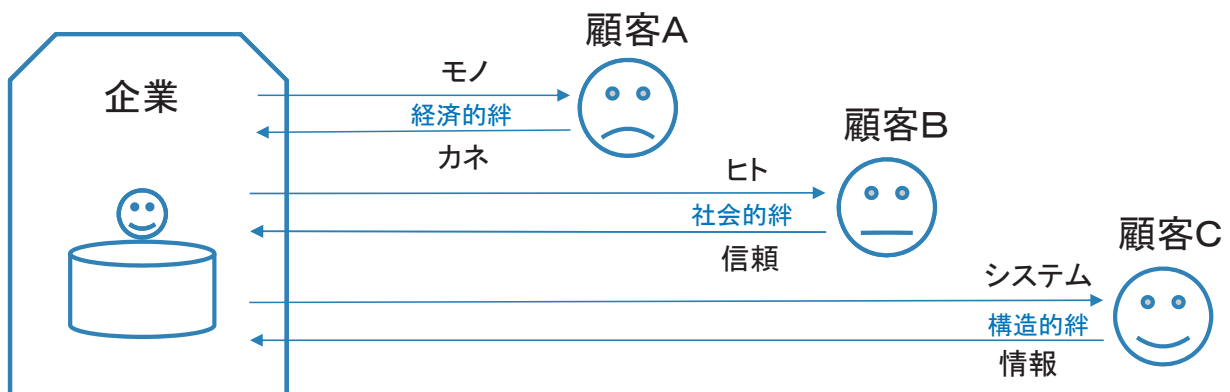 顧客A
企業
モノ
経済的絆
カネ
顧客B
ヒト
社会的絆
信頼
顧客C
システム
構造的絆
情報